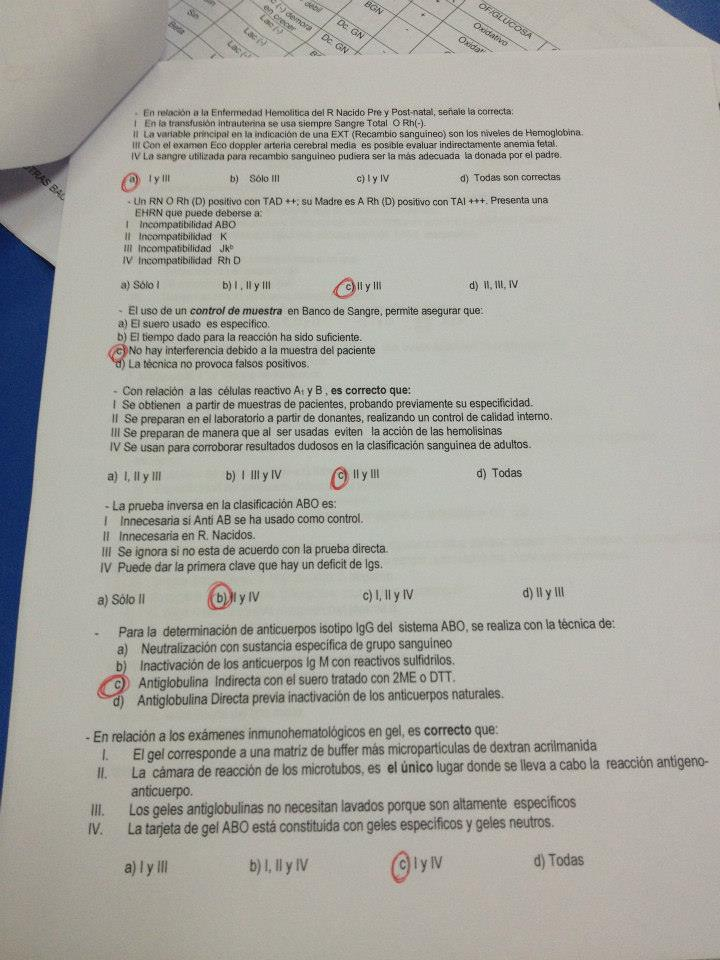 BGN
+
OF/GLUCOSA
Oxidativo
débil
(-) demora
en crecer
Lac (-)
Dc. GN
-
Lac (-)
Dc. GN
Sin
Beta
TRAS BAC
- En relación a la Enfermedad Hemolítica del R Nacido Pre y Post-natal, señale la correcta:
I En la transfusión intrauterina se usa siempre Sangre Total O Rh(-).
II La variable principal en la indicación de una EXT (Recambio sanguíneo) son los niveles de Hemoglobina.
III Con el examen Eco doppler arteria cerebral media es posible evaluar indirectamente anemia fetal.
IV La sangre utilizada para recambio sanguíneo pudiera ser la más adecuada la donada por el padre.
a) I y III b) Sólo III c) I y IV d) Todas son correctas
- Un RN O Rh (D) positivo con TAD ++; su Madre es A Rh (D) positivo con TAI +++. Presenta una
EHRN que puede deberse a:
I Incompatibilidad ABO
II Incompatibilidad K
III Incompatibilidad Jkᵇ
IV Incompatibilidad Rh D
a) Sólo I b) I , II y III c) II y III d) II, III, IV
- El uso de un control de muestra en Banco de Sangre, permite asegurar que:
a) El suero usado es específico.
b) El tiempo dado para la reacción ha sido suficiente.
c) No hay interferencia debido a la muestra del paciente
d) La técnica no provoca falsos positivos.
- Con relación a las células reactivo A₁ y B , es correcto que:
I Se obtienen a partir de muestras de pacientes, probando previamente su especificidad.
II Se preparan en el laboratorio a partir de donantes, realizando un control de calidad interno.
III Se preparan de manera que al ser usadas eviten la acción de las hemolisinas
IV Se usan para corroborar resultados dudosos en la clasificación sanguínea de adultos.
a) I, II y III b) I III y IV c) II y III d) Todas
- La prueba inversa en la clasificación ABO es:
I Innecesaria si Anti AB se ha usado como control.
II Innecesaria en R. Nacidos.
III Se ignora si no esta de acuerdo con la prueba directa.
IV Puede dar la primera clave que hay un deficit de Igs.
a) Sólo II b) II y IV c) I, II y IV d) II y III
- Para la determinación de anticuerpos isotipo IgG del sistema ABO, se realiza con la técnica de:
a) Neutralización con sustancia específica de grupo sanguíneo
b) Inactivación de los anticuerpos Ig M con reactivos sulfidrilos.
c) Antiglobulina Indirecta con el suero tratado con 2ME o DTT.
d) Antiglobulina Directa previa inactivación de los anticuerpos naturales.
- En relación a los exámenes inmunohematológicos en gel, es correcto que:
I. El gel corresponde a una matriz de buffer más microparticulas de dextran acrilmanida
II. La cámara de reacción de los microtubos, es el único lugar donde se lleva a cabo la reacción antígeno-
anticuerpo.
III. Los geles antiglobulinas no necesitan lavados porque son altamente específicos
IV. La tarjeta de gel ABO está constituida con geles específicos y geles neutros.
a) I y III b) I, II y IV c) I y IV d) Todas